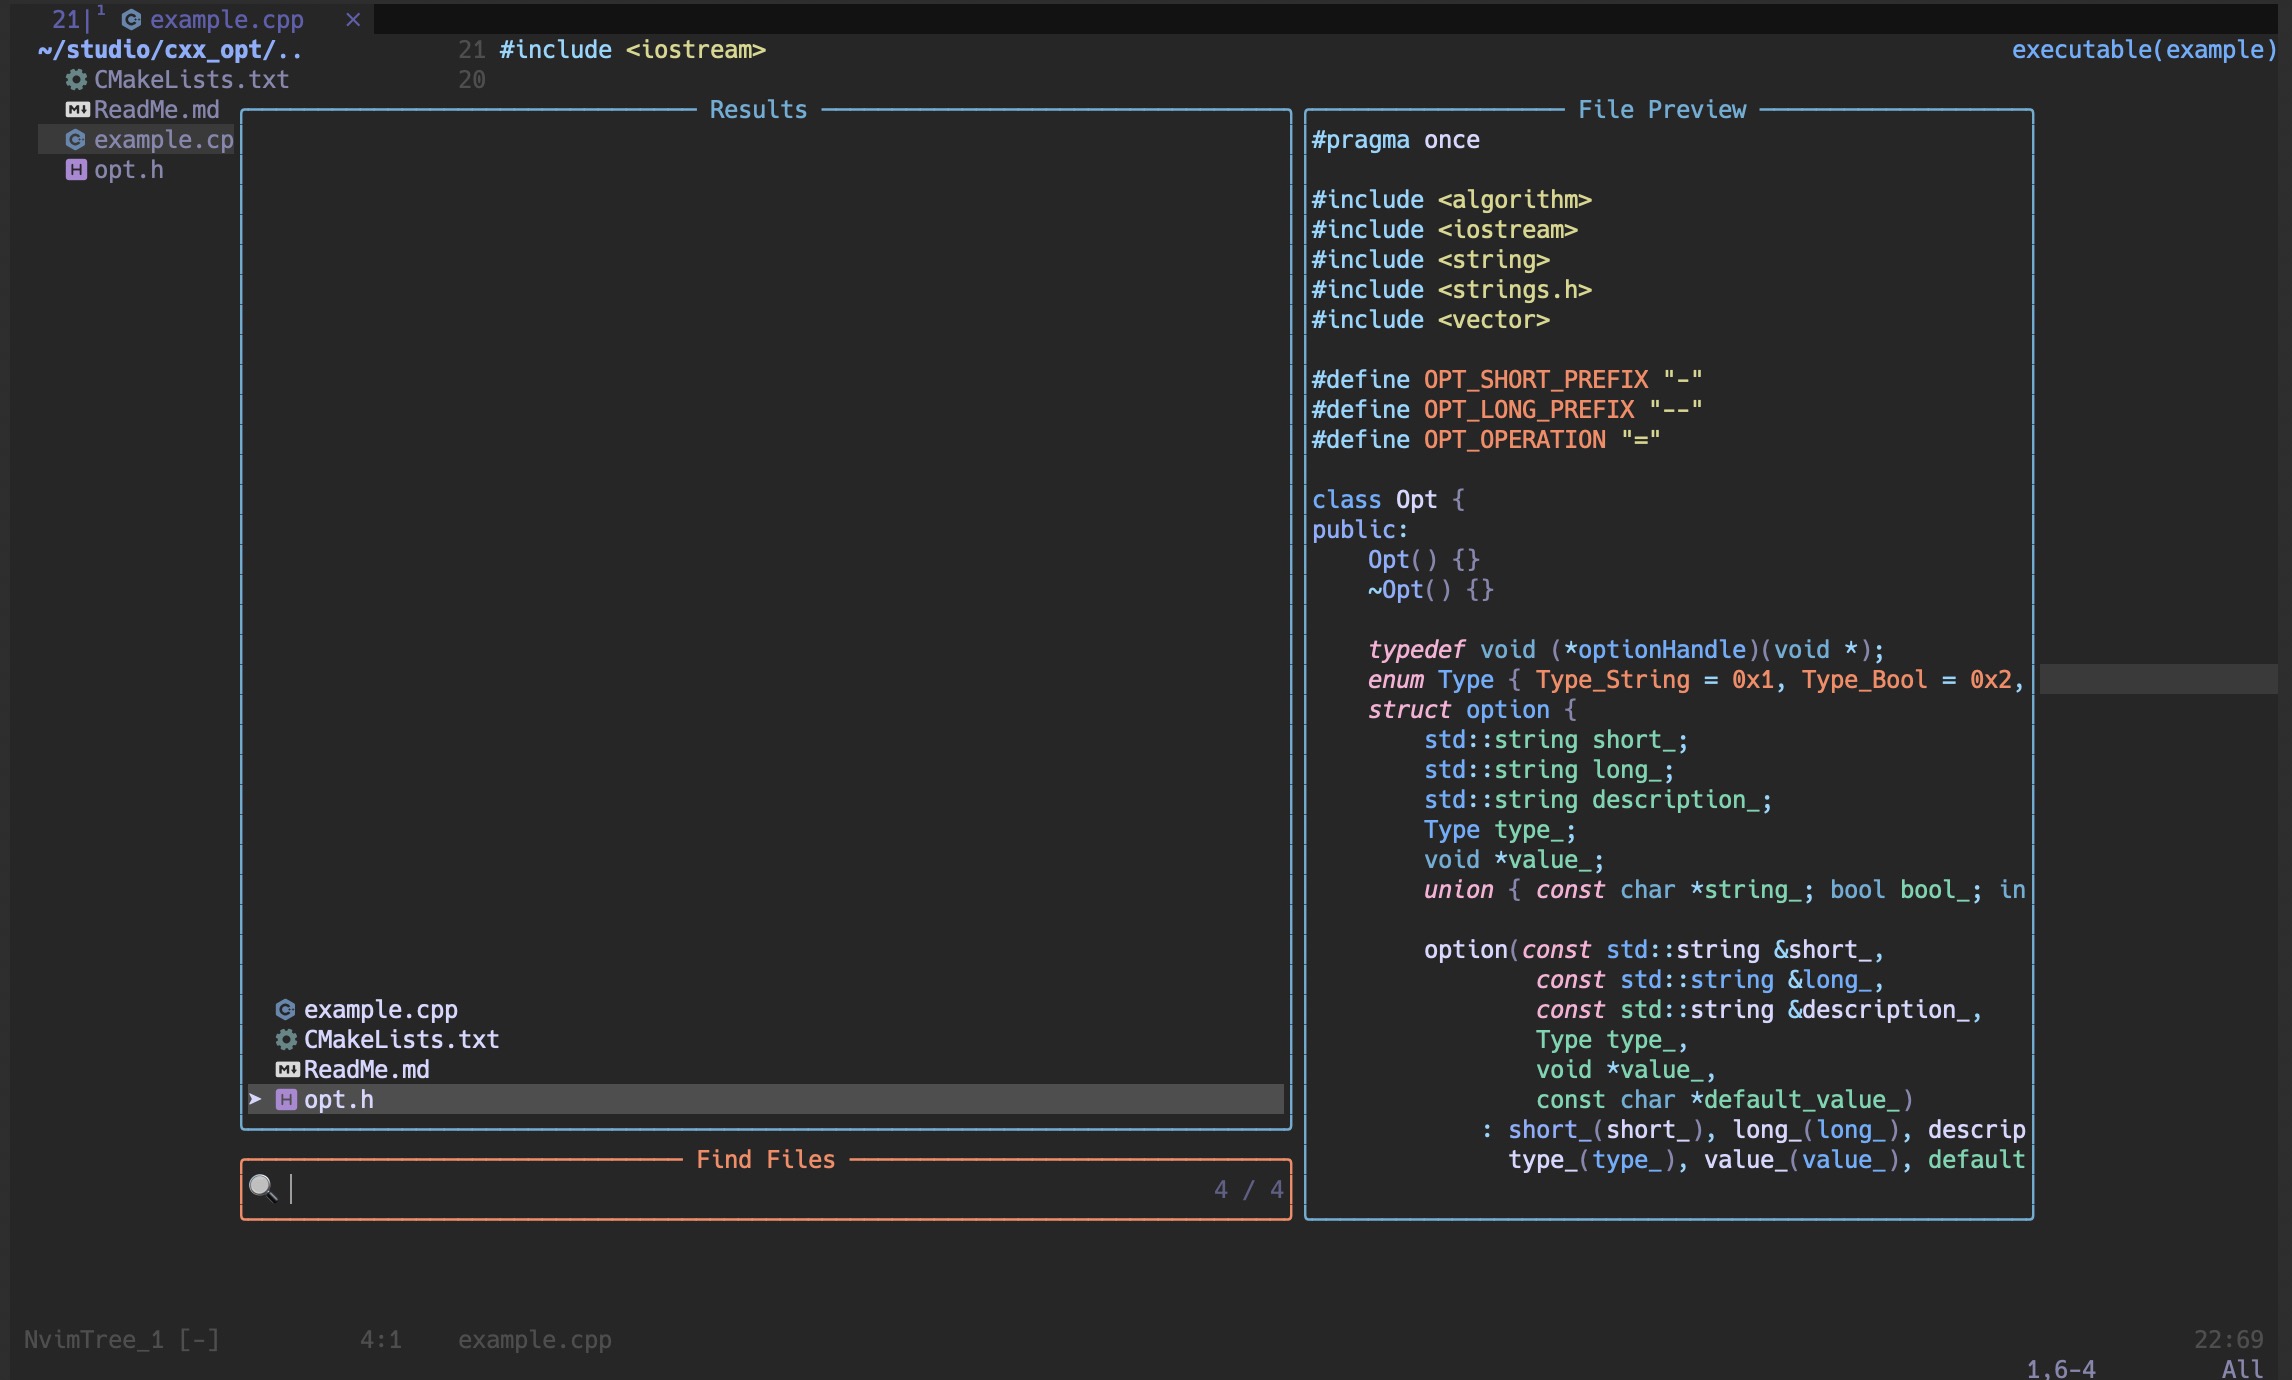 21|¹ example.cpp ×
~/studio/cxx_opt/..
CMakeLists.txt
ReadMe.md
example.cp
opt.h
21 #include <iostream>
20
executable(example)
Results
example.cpp
CMakeLists.txt
ReadMe.md
➤ opt.h
Find Files
4 / 4
File Preview
#pragma once
#include <algorithm>
#include <iostream>
#include <string>
#include <strings.h>
#include <vector>
#define OPT_SHORT_PREFIX "-"
#define OPT_LONG_PREFIX "--"
#define OPT_OPERATION "="
class Opt {
public:
    Opt() {}
    ~Opt() {}
    typedef void (*optionHandle)(void *);
    enum Type { Type_String = 0x1, Type_Bool = 0x2,
    struct option {
        std::string short_;
        std::string long_;
        std::string description_;
        Type type_;
        void *value_;
        union { const char *string_; bool bool_; in
        option(const std::string &short_,
                const std::string &long_,
                const std::string &description_,
                Type type_,
                void *value_,
                const char *default_value_)
            : short_(short_), long_(long_), descrip
              type_(type_), value_(value_), default
NvimTree_1 [-] 4:1 example.cpp 22:69
1,6-4 All